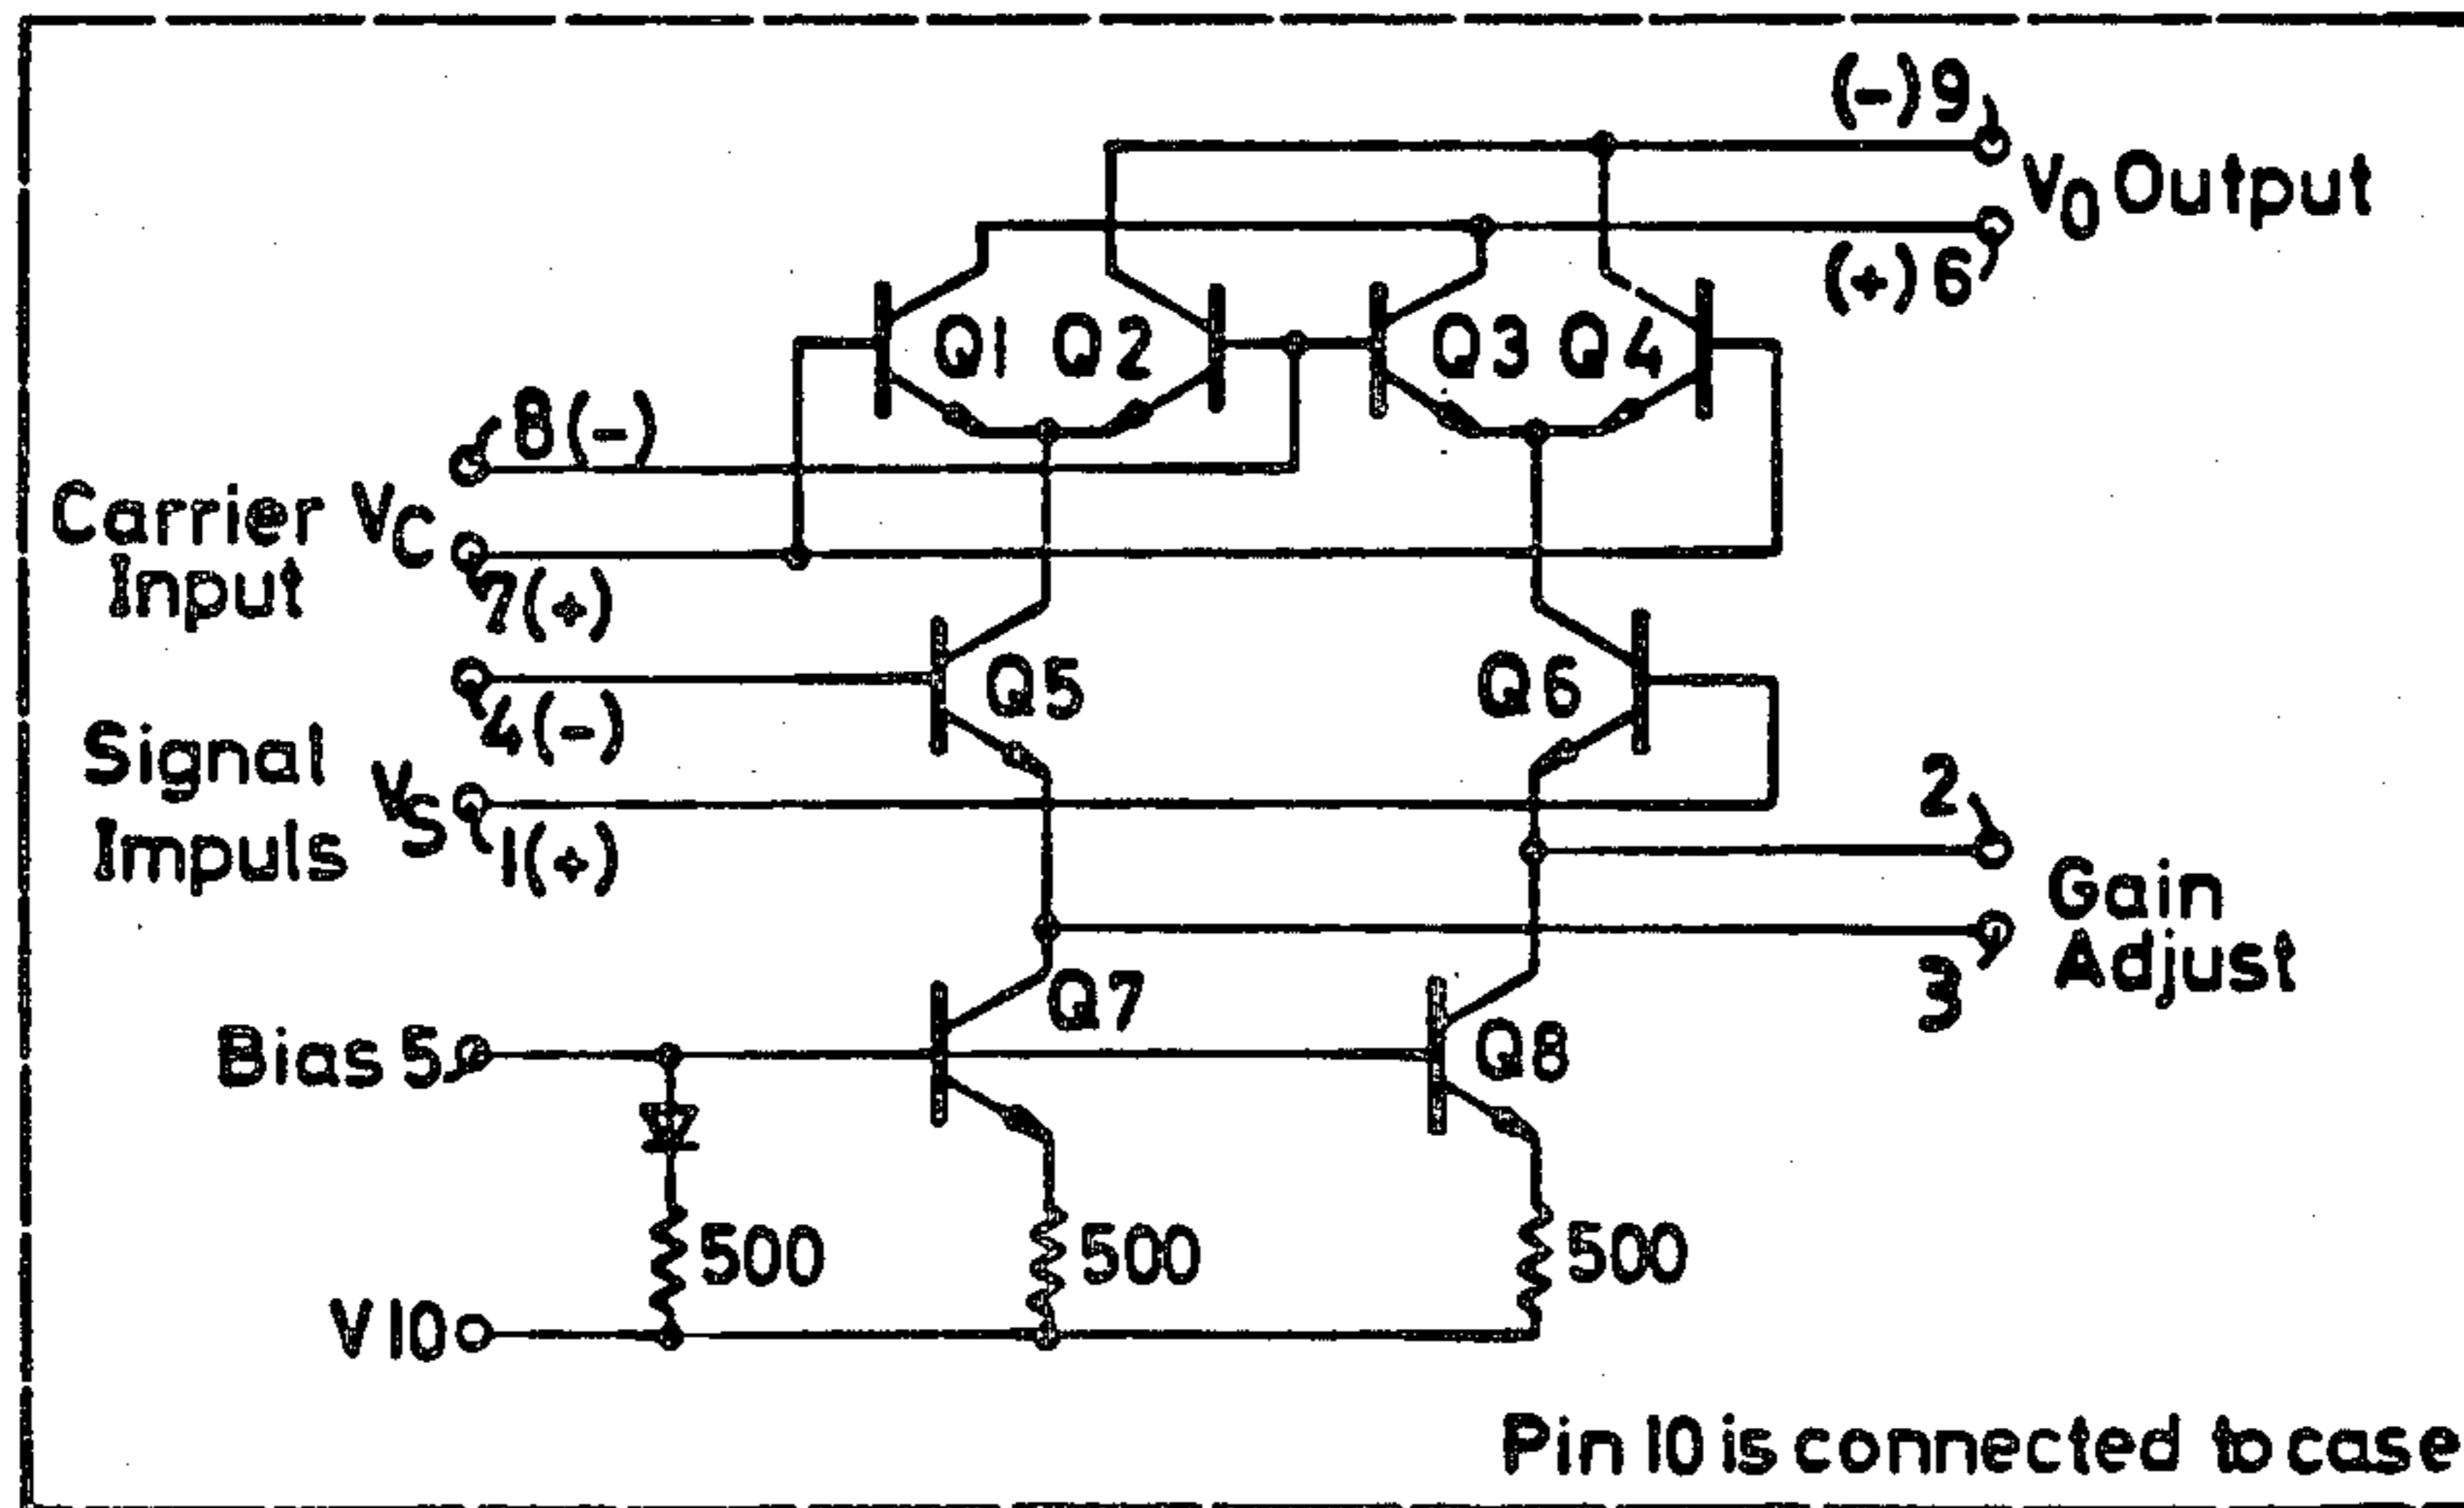 (-)9
V0 Output
(+)6
Q1 Q2 Q3 Q4
8(-)
Carrier VC
Input
7(+)
Q5 Q6
4(-)
Signal
VS
Impuls
1(+)
2
Gain
Adjust
3
Q7
Bias 5
Q8
500 500 500
V10
Pin 10 is connected to case